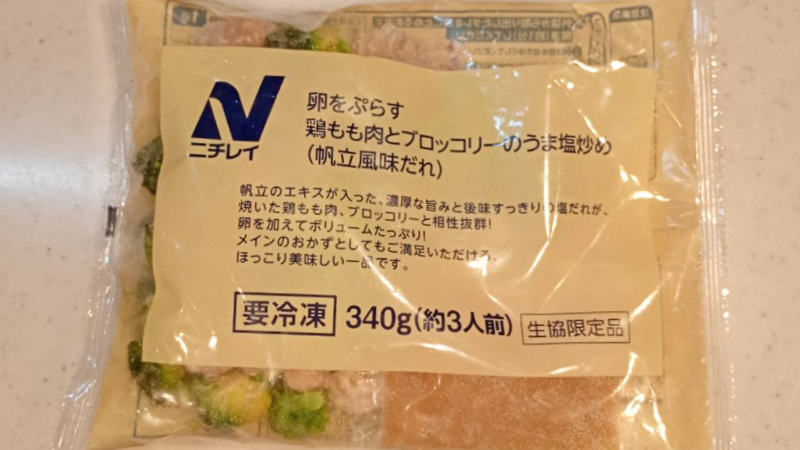 ニチレイ
卵をぷらす
鶏もも肉とブロッコリーのうま塩炒め
(帆立風味だれ)
帆立のエキスが入った、濃厚な旨みと後味すっきりの塩だれが、
焼いた鶏もも肉、ブロッコリーと相性抜群!
卵を加えてボリュームたっぷり!
メインのおかずとしてもご満足いただける、
ほっこり美味しい一品です。
要冷凍 340g(約3人前) 生協限定品